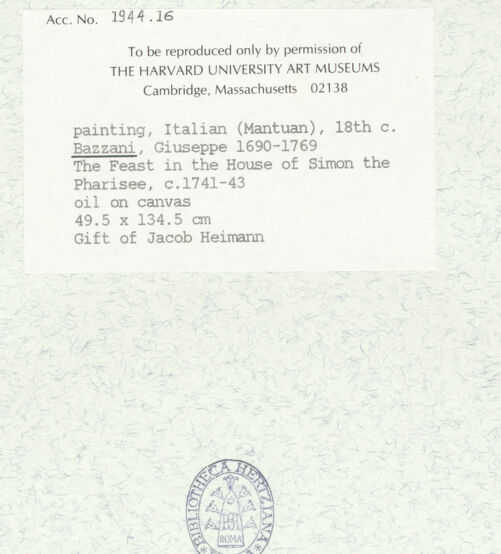 Acc. No. 1944.16
To be reproduced only by permission of
THE HARVARD UNIVERSITY ART MUSEUMS
Cambridge, Massachusetts 02138
painting, Italian (Mantuan), 18th c.
Bazzani, Giuseppe 1690-1769
The Feast in the House of Simon the
Pharisee, c.1741-43
oil on canvas
49.5 x 134.5 cm
Gift of Jacob Heimann
BIBLIOTHECA HERTZIANA
ROMA